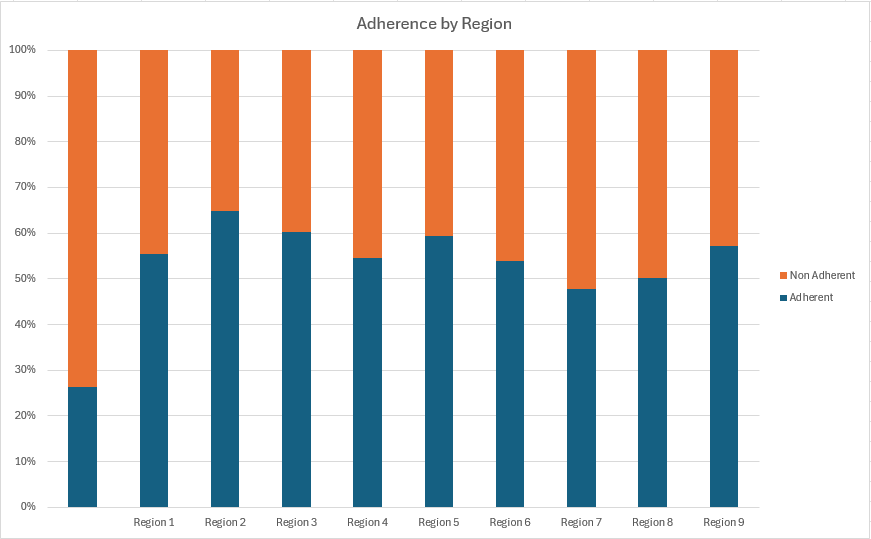 Adherence by Region
100%
90%
80%
70%
60%
50%
40%
30%
20%
10%
0%
Region 1 Region 2 Region 3 Region 4 Region 5 Region 6 Region 7 Region 8 Region 9
Non Adherent
Adherent